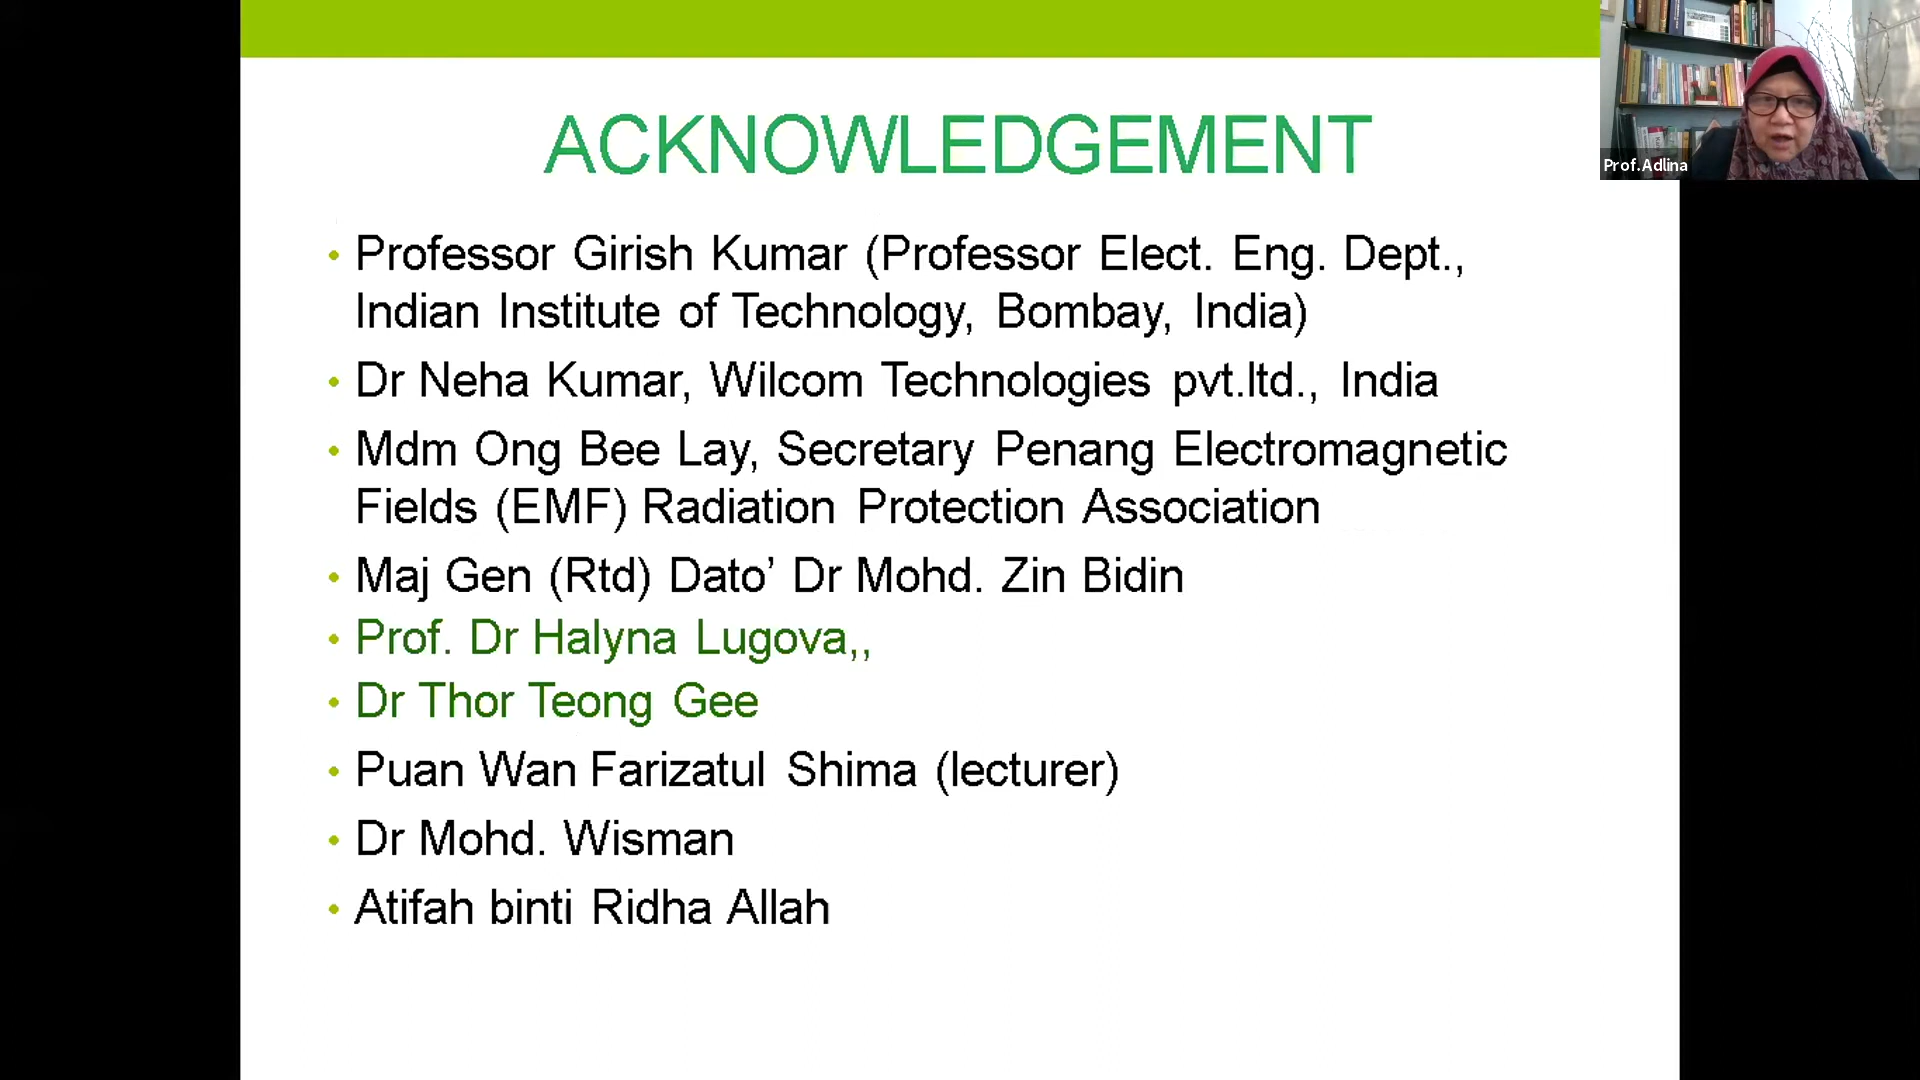 ACKNOWLEDGEMENT
• Professor Girish Kumar (Professor Elect. Eng. Dept.,
Indian Institute of Technology, Bombay, India)
• Dr Neha Kumar, Wilcom Technologies pvt.ltd., India
• Mdm Ong Bee Lay, Secretary Penang Electromagnetic
Fields (EMF) Radiation Protection Association
• Maj Gen (Rtd) Dato’ Dr Mohd. Zin Bidin
• Prof. Dr Halyna Lugova,,
• Dr Thor Teong Gee
• Puan Wan Farizatul Shima (lecturer)
• Dr Mohd. Wisman
• Atifah binti Ridha Allah
Prof.Adlina